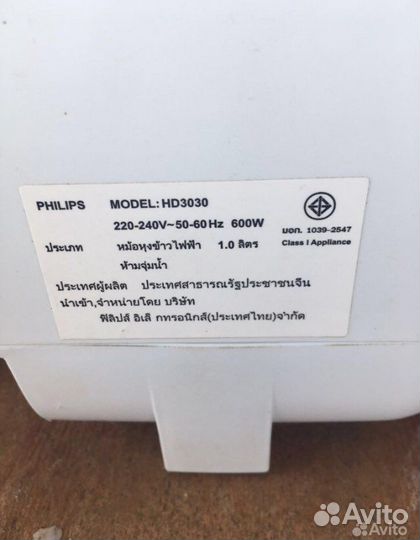 PHILIPS MODEL: HD3030
220-240V~50-60Hz 600W
มอก. 1039-2547
ประเภท หม้อหุงข้าวไฟฟ้า 1.0 ลิตร
Class I Appliance
ห้ามจุ่มน้ำ
ประเทศผู้ผลิต ประเทศสาธารณรัฐประชาชนจีน
นำเข้า,จำหน่ายโดย บริษัท
ฟิลิปส์ อิเล็กทรอนิกส์(ประเทศไทย)จำกัด
Avito
Avito